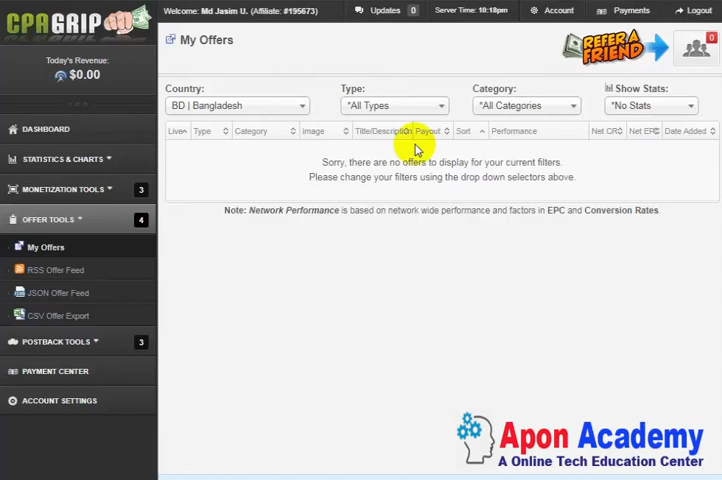 CPAGRIP
Welcome: Md Jasim U. (Affiliate: #195673)
Updates 0
Server Time: 10:18pm
Account
Payments
Logout
Today's Revenue:
$0.00
My Offers
REFER A FRIEND
0
Country:
Type:
Category:
Show Stats:
BD | Bangladesh
*All Types
*All Categories
*No Stats
Live Type Category Image Title/Description Payout Sort Performance Net CR Net EPC Date Added
Sorry, there are no offers to display for your current filters.
Please change your filters using the drop down selectors above.
Note: Network Performance is based on network wide performance and factors in EPC and Conversion Rates.
DASHBOARD
STATISTICS & CHARTS
MONETIZATION TOOLS 3
OFFER TOOLS 4
My Offers
RSS Offer Feed
JSON Offer Feed
CSV Offer Export
POSTBACK TOOLS 3
PAYMENT CENTER
ACCOUNT SETTINGS
Apon Academy
A Online Tech Education Center